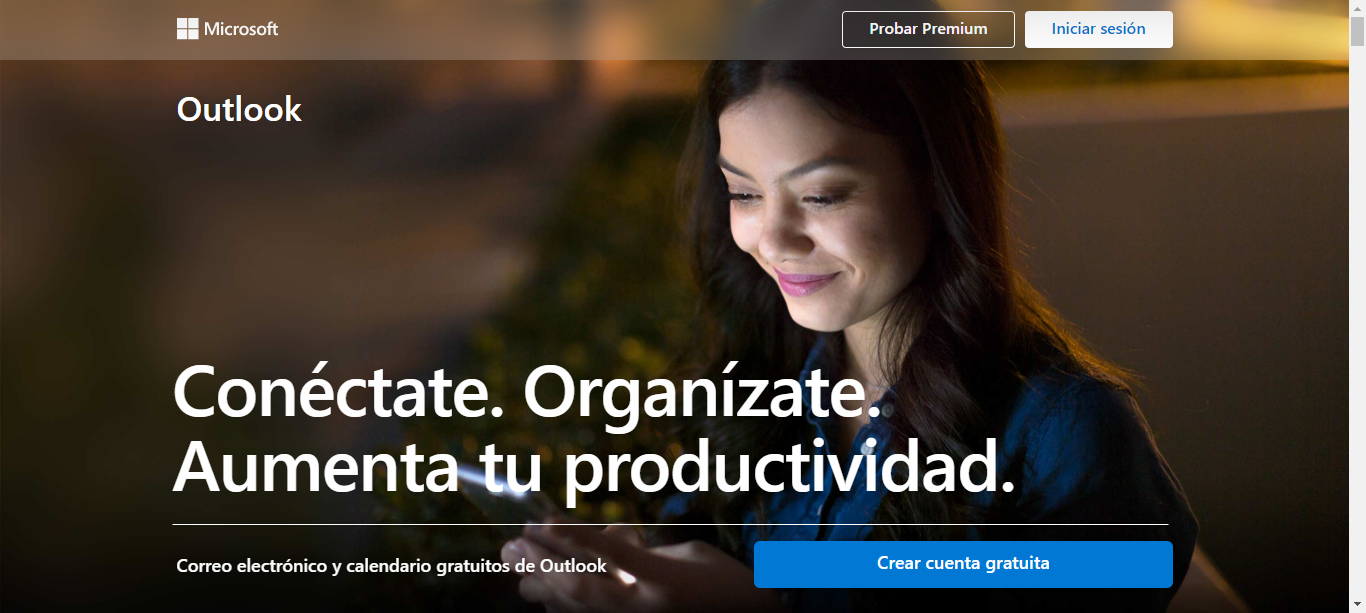 Microsoft
Probar Premium
Iniciar sesión
Outlook
Conéctate. Organízate.
Aumenta tu productividad.
Correo electrónico y calendario gratuitos de Outlook
Crear cuenta gratuita